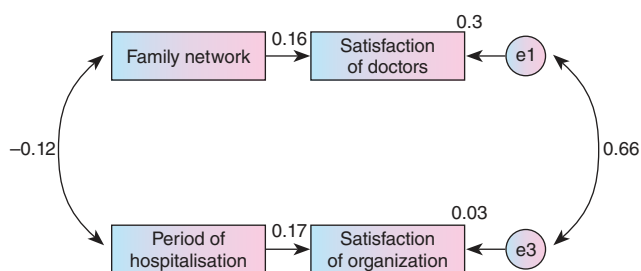 0.3
0.16
Family network
Satisfaction
of doctors
e1
–0.12
0.66
0.03
0.17
Period of
hospitalisation
Satisfaction
of organization
e3